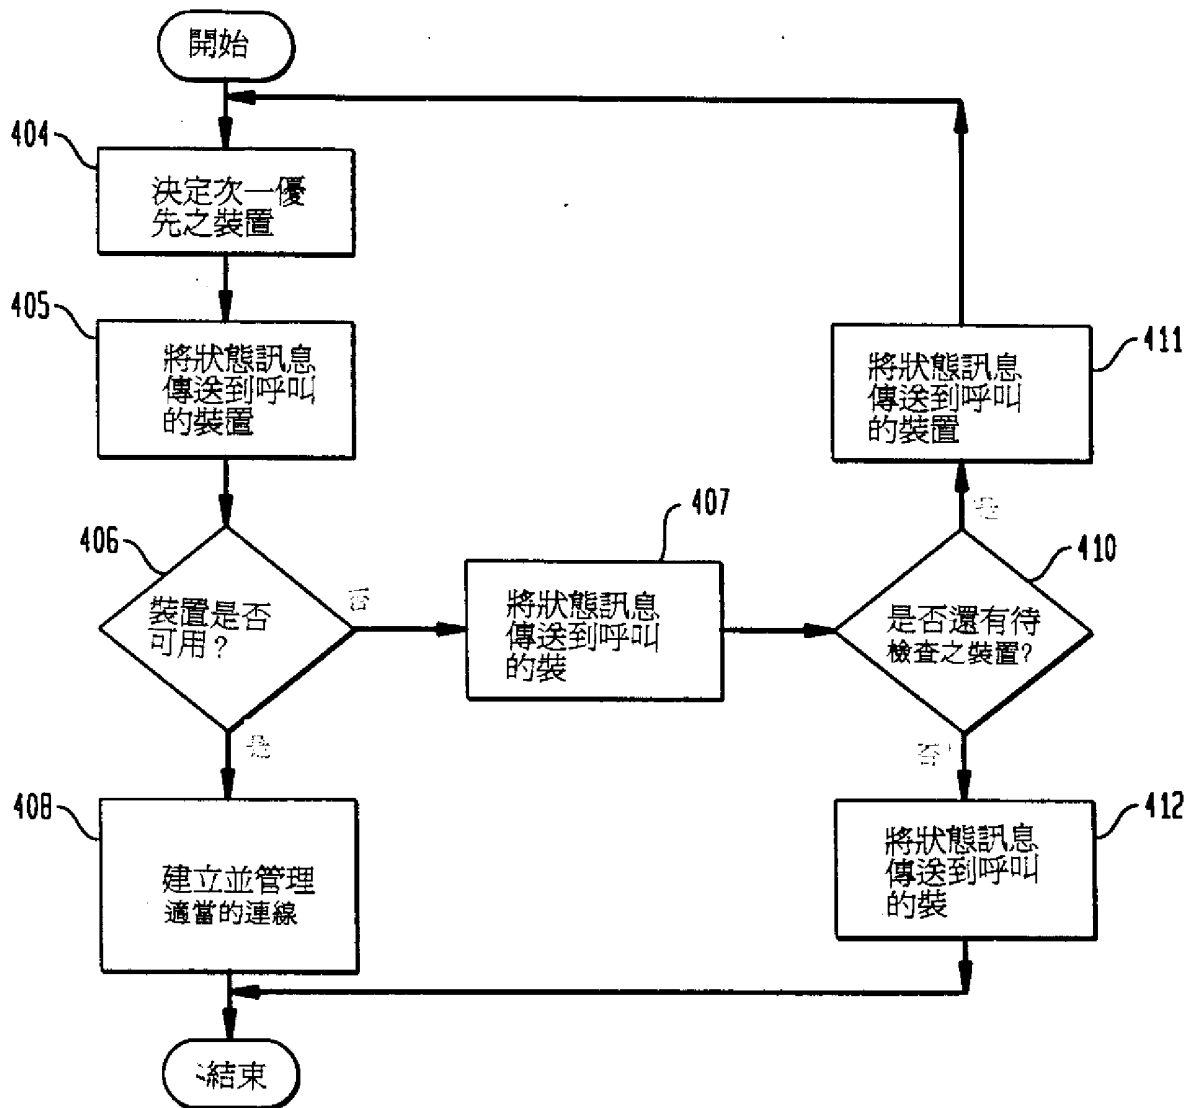 開始
404
決定次一優
先之裝置
405
將狀態訊息
傳送到呼叫
的裝置
411
將狀態訊息
傳送到呼叫
的裝置
是
407
406
410
裝置是否
可用？
否
將狀態訊息
傳送到呼叫
的裝
是否還有待
檢查之裝置？
是
否
408
412
建立並管理
適當的連線
將狀態訊息
傳送到呼叫
的裝
結束